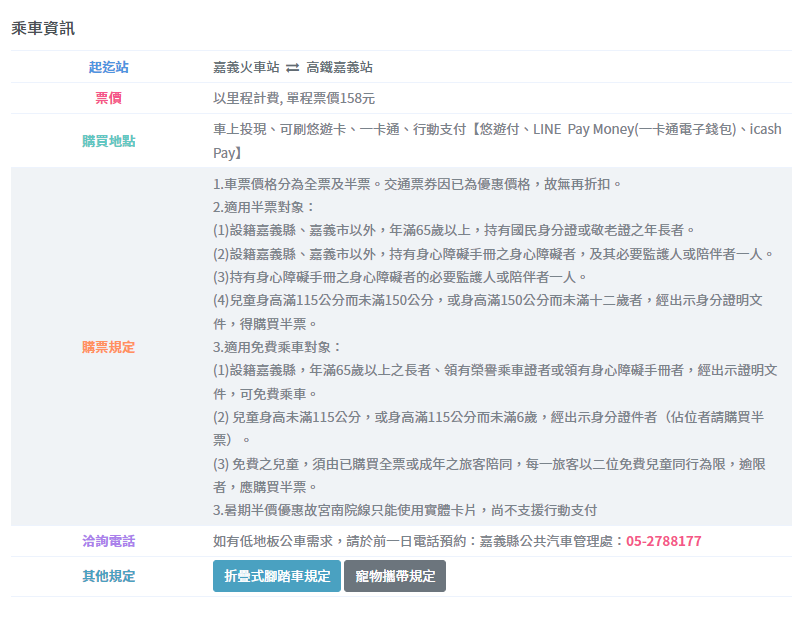 乘車資訊
起迄站
嘉義火車站 ⇌ 高鐵嘉義站
票價
以里程計費, 單程票價158元
購買地點
車上投現、可刷悠遊卡、一卡通、行動支付【悠遊付、LINE Pay Money(一卡通電子錢包)、icash
Pay】
購票規定
1.車票價格分為全票及半票。交通票券因已為優惠價格，故無再折扣。
2.適用半票對象：
(1)設籍嘉義縣、嘉義市以外，年滿65歲以上，持有國民身分證或敬老證之年長者。
(2)設籍嘉義縣、嘉義市以外，持有身心障礙手冊之身心障礙者，及其必要監護人或陪伴者一人。
(3)持有身心障礙手冊之身心障礙者的必要監護人或陪伴者一人。
(4)兒童身高滿115公分而未滿150公分，或身高滿150公分而未滿十二歲者，經出示身分證明文
件，得購買半票。
3.適用免費乘車對象：
(1)設籍嘉義縣，年滿65歲以上之長者、領有榮譽乘車證者或領有身心障礙手冊者，經出示證明文
件，可免費乘車。
(2) 兒童身高未滿115公分，或身高滿115公分而未滿6歲，經出示身分證件者（佔位者請購買半
票）。
(3) 免費之兒童，須由已購買全票或成年之旅客陪同，每一旅客以二位免費兒童同行為限，逾限
者，應購買半票。
3.暑期半價優惠故宮南院線只能使用實體卡片，尚不支援行動支付
洽詢電話
如有低地板公車需求，請於前一日電話預約：嘉義縣公共汽車管理處：05-2788177
其他規定
折疊式腳踏車規定 寵物攜帶規定